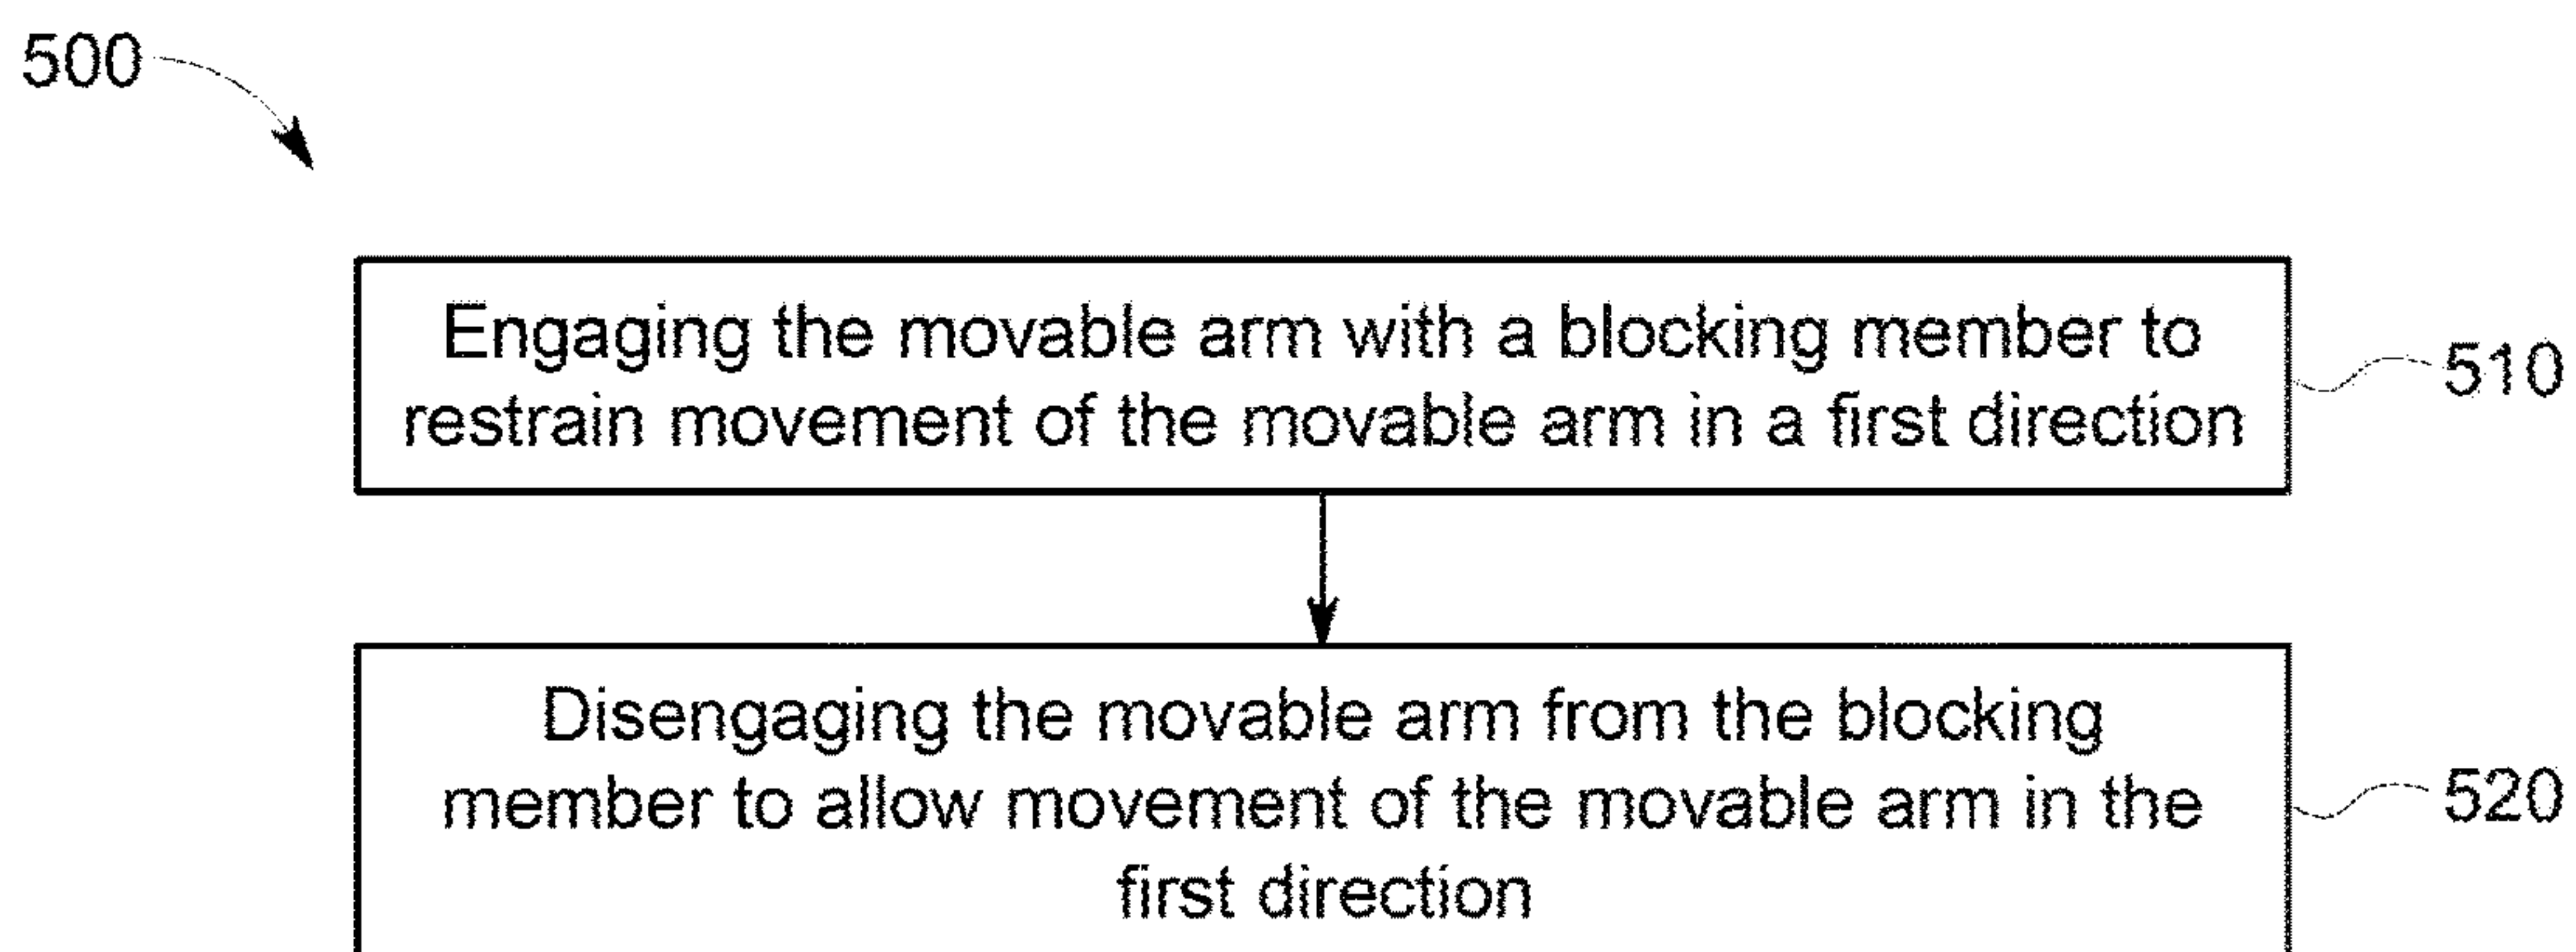 500
Engaging the movable arm with a blocking member to
restrain movement of the movable arm in a first direction
510
Disengaging the movable arm from the blocking
member to allow movement of the movable arm in the
first direction
520